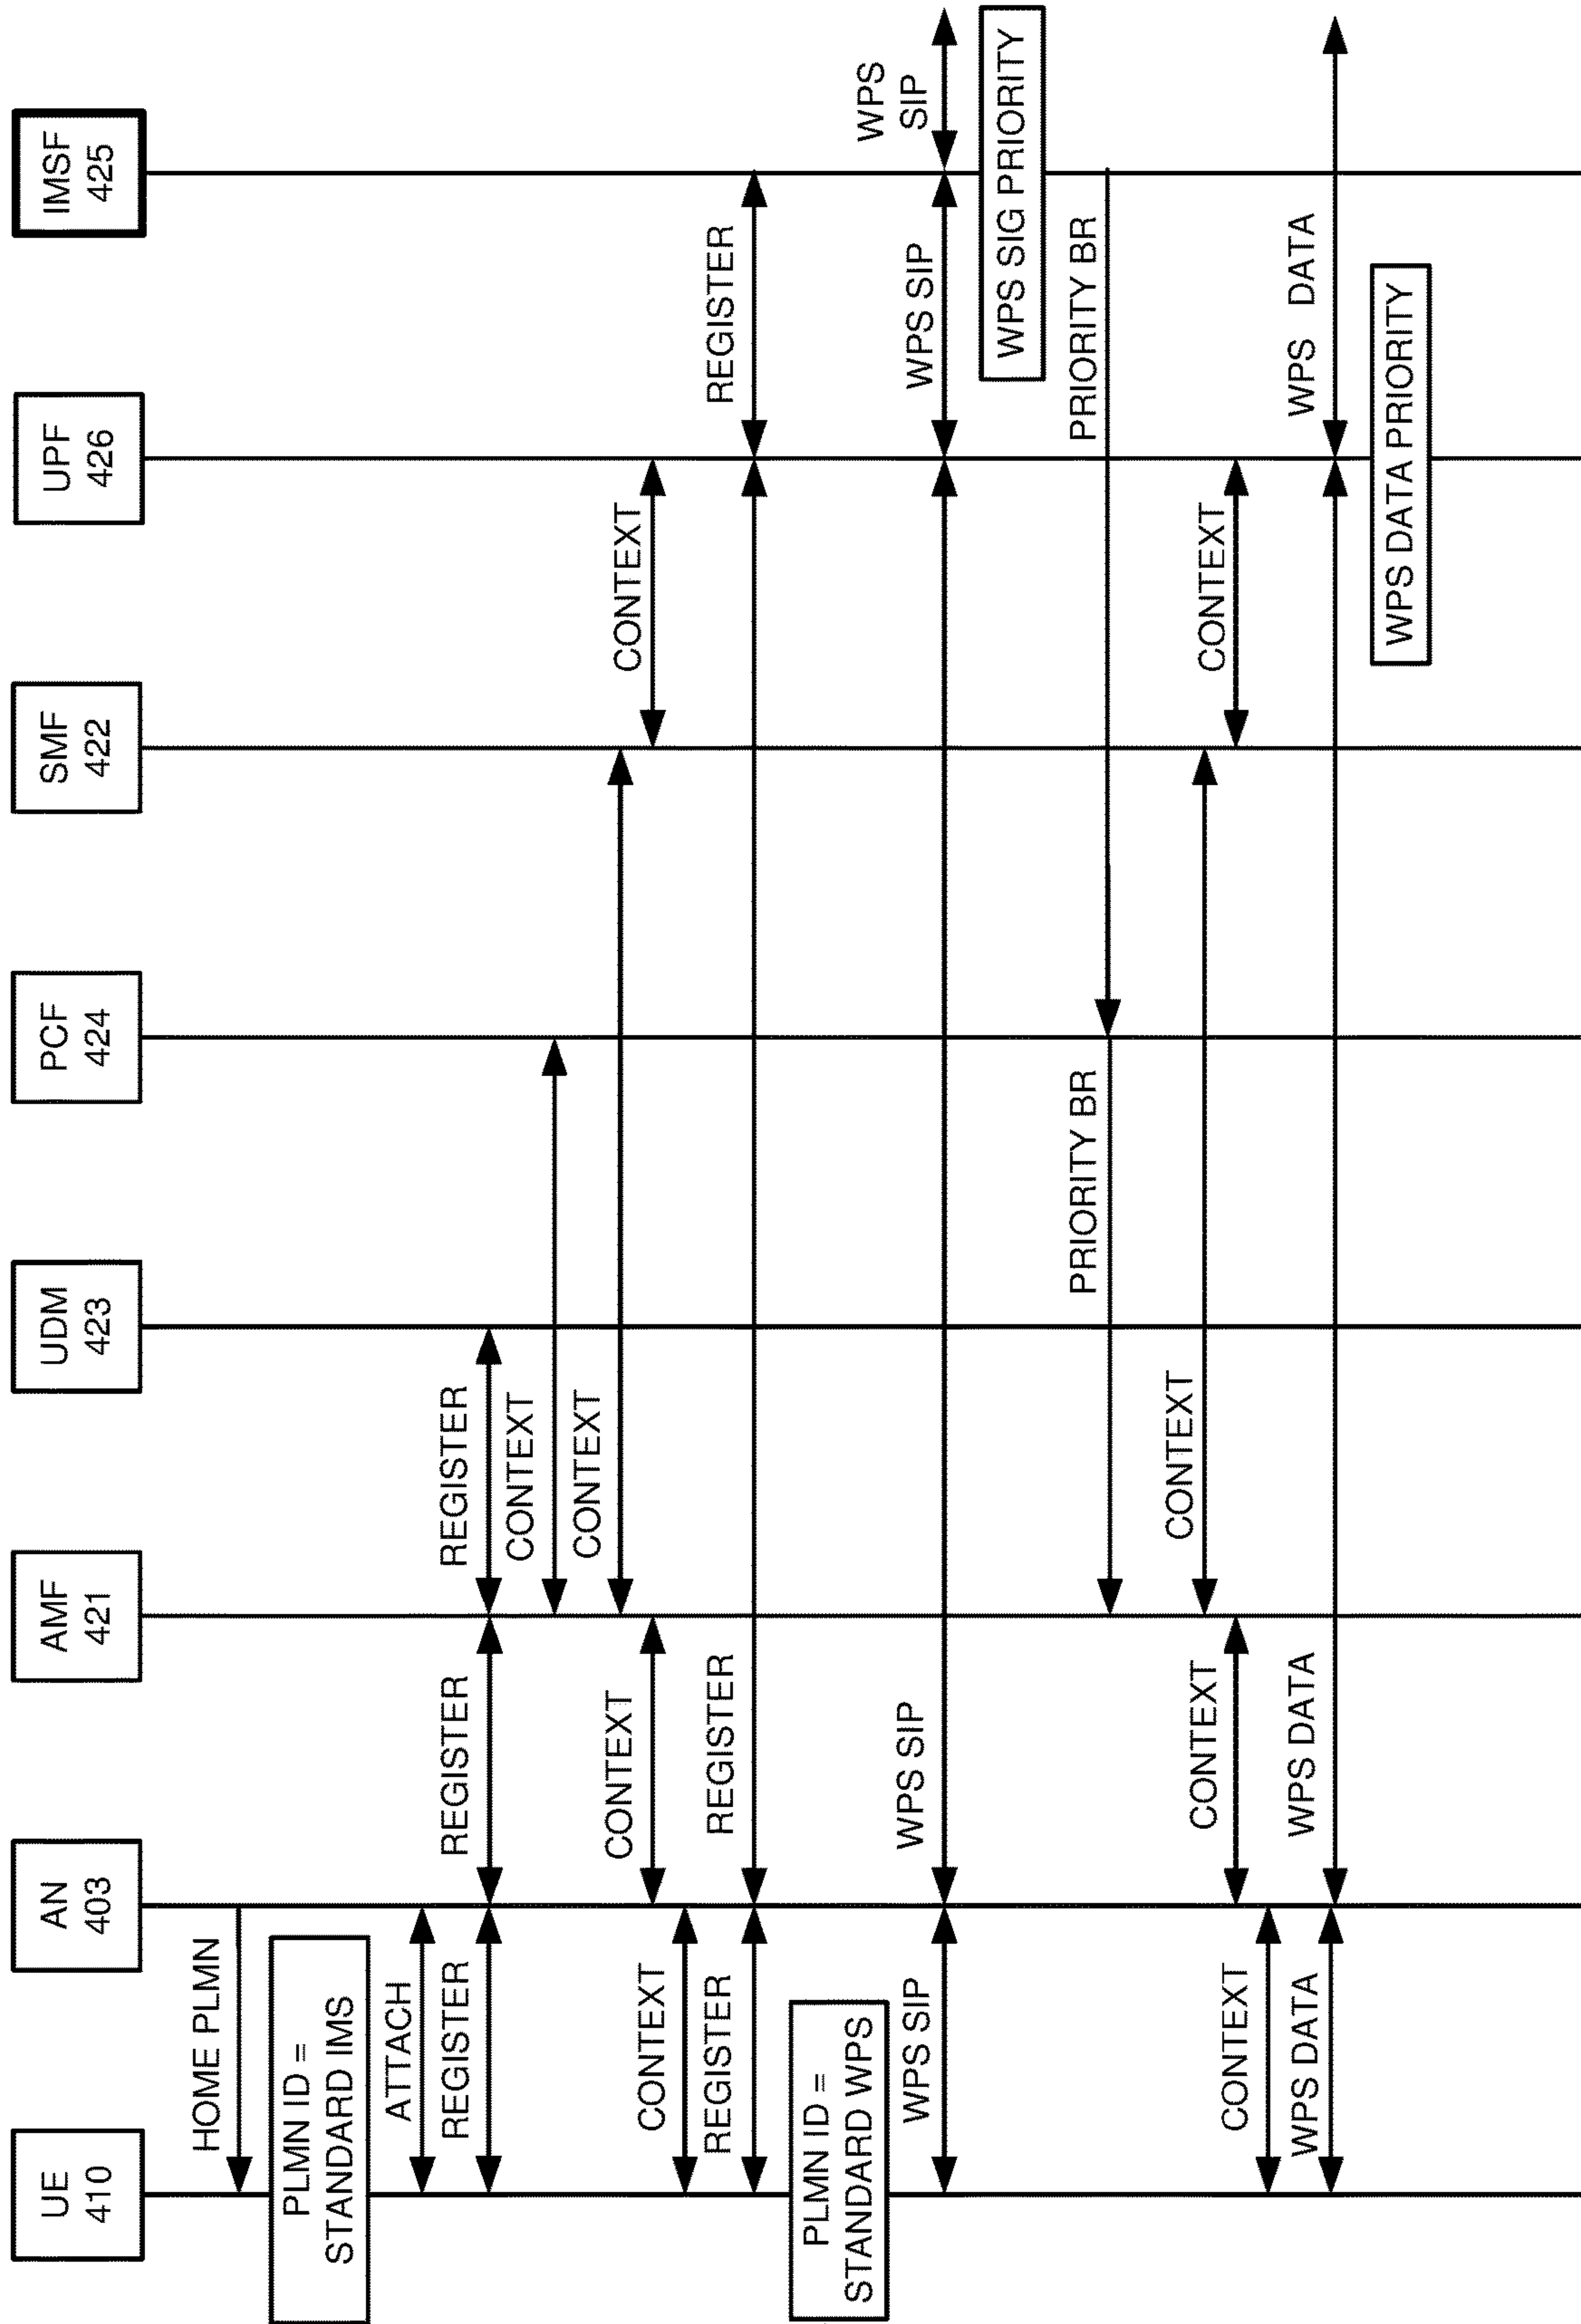 UE
410
AN
403
AMF
421
UDM
423
PCF
424
SMF
422
UPF
426
IMSF
425
HOME PLMN
PLMN ID =
STANDARD IMS
ATTACH
REGISTER
REGISTER
REGISTER
CONTEXT
CONTEXT
CONTEXT
CONTEXT
CONTEXT
REGISTER
REGISTER
REGISTER
PLMN ID =
STANDARD WPS
WPS SIP
WPS SIP
WPS SIP
WPS
SIP
WPS SIG PRIORITY
PRIORITY BR
PRIORITY BR
CONTEXT
CONTEXT
CONTEXT
CONTEXT
WPS DATA
WPS DATA
WPS DATA
WPS DATA PRIORITY